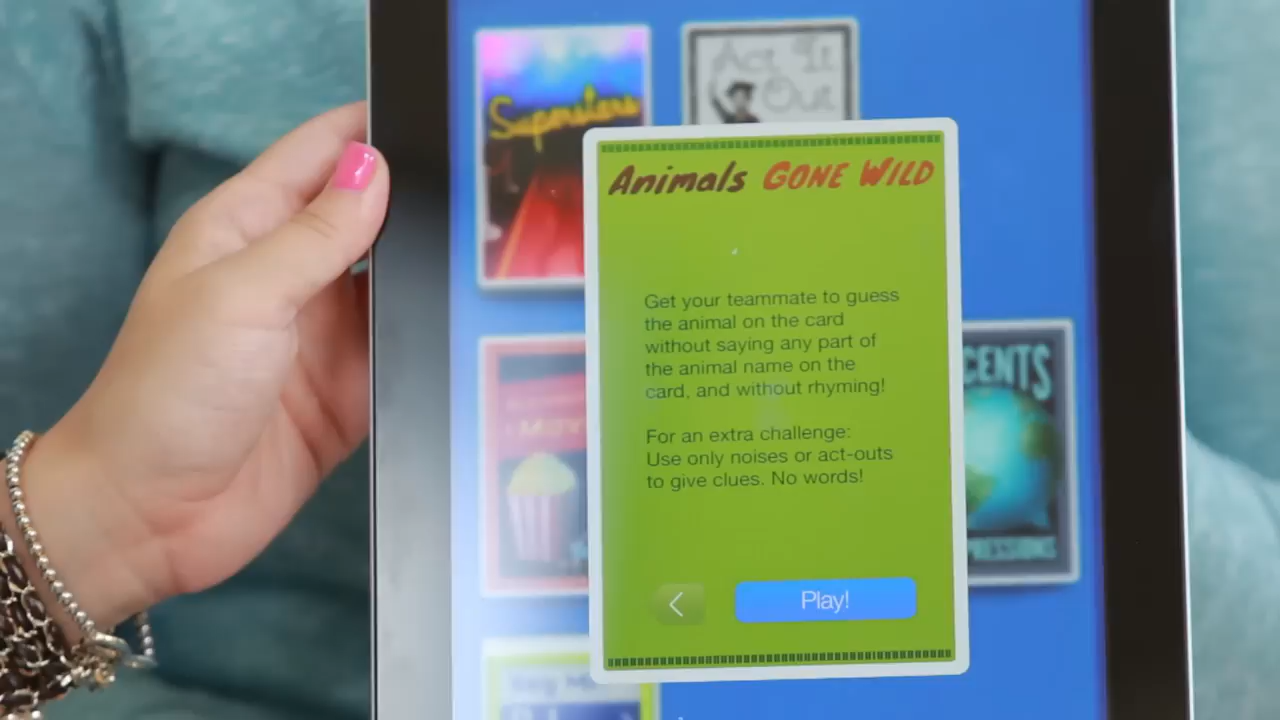 Superstars
Act It
Out
Animals GONE WILD
Get your teammate to guess
the animal on the card
without saying any part of
the animal name on the
card, and without rhyming!
For an extra challenge:
Use only noises or act-outs
to give clues. No words!
Play!
CENTS